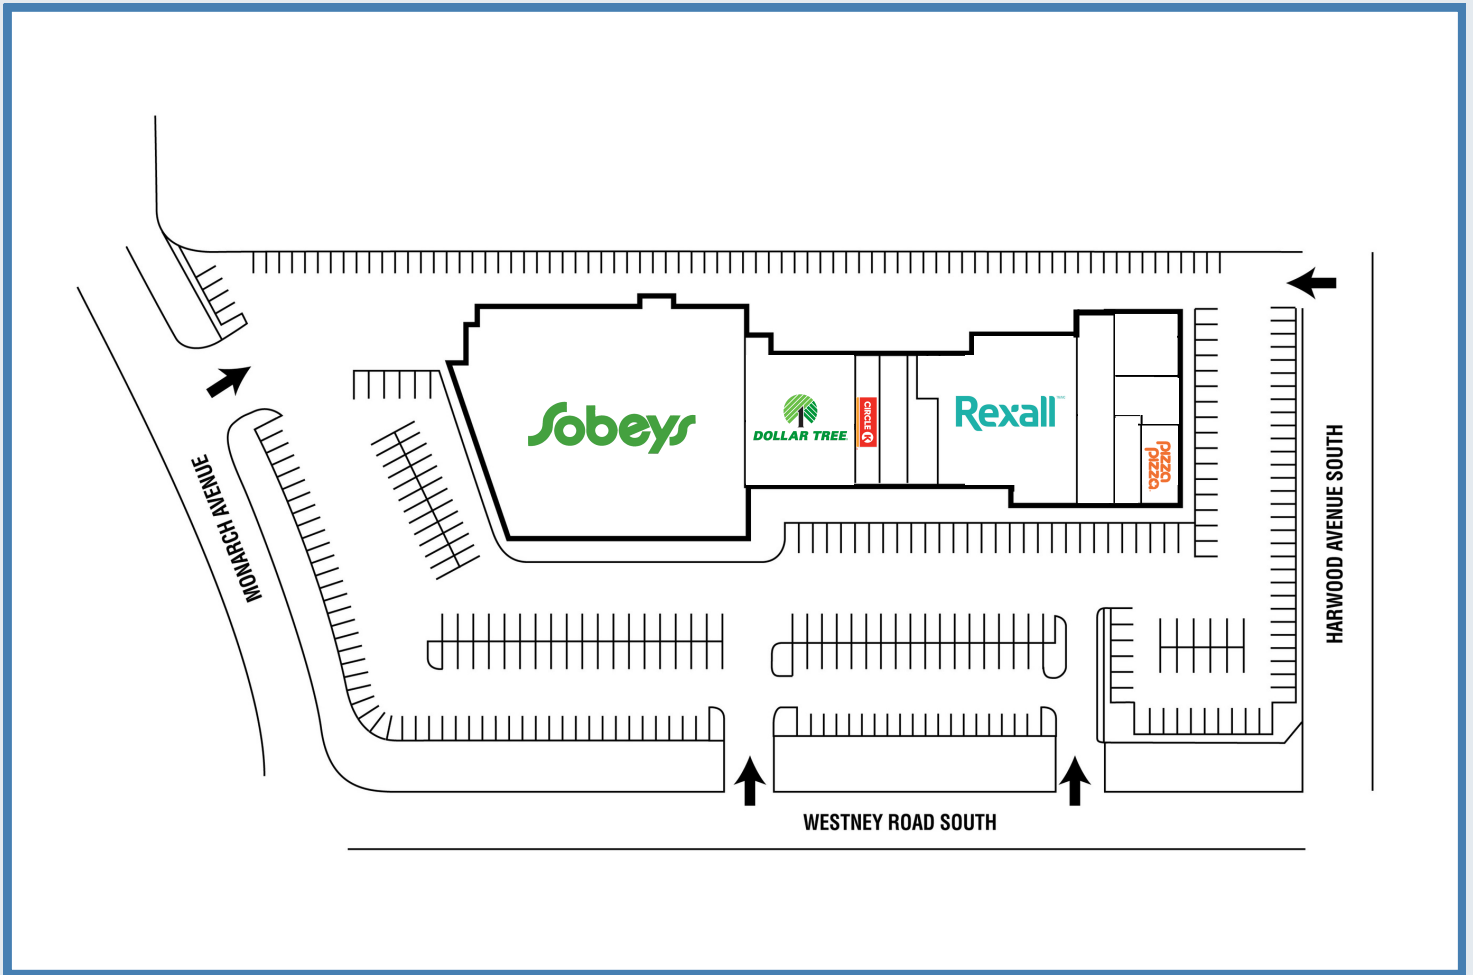 Sobeys
DOLLAR TREE
CIRCLE K
Rexall
pizza
pizza
MONARCH AVENUE
HARWOOD AVENUE SOUTH
WESTNEY ROAD SOUTH